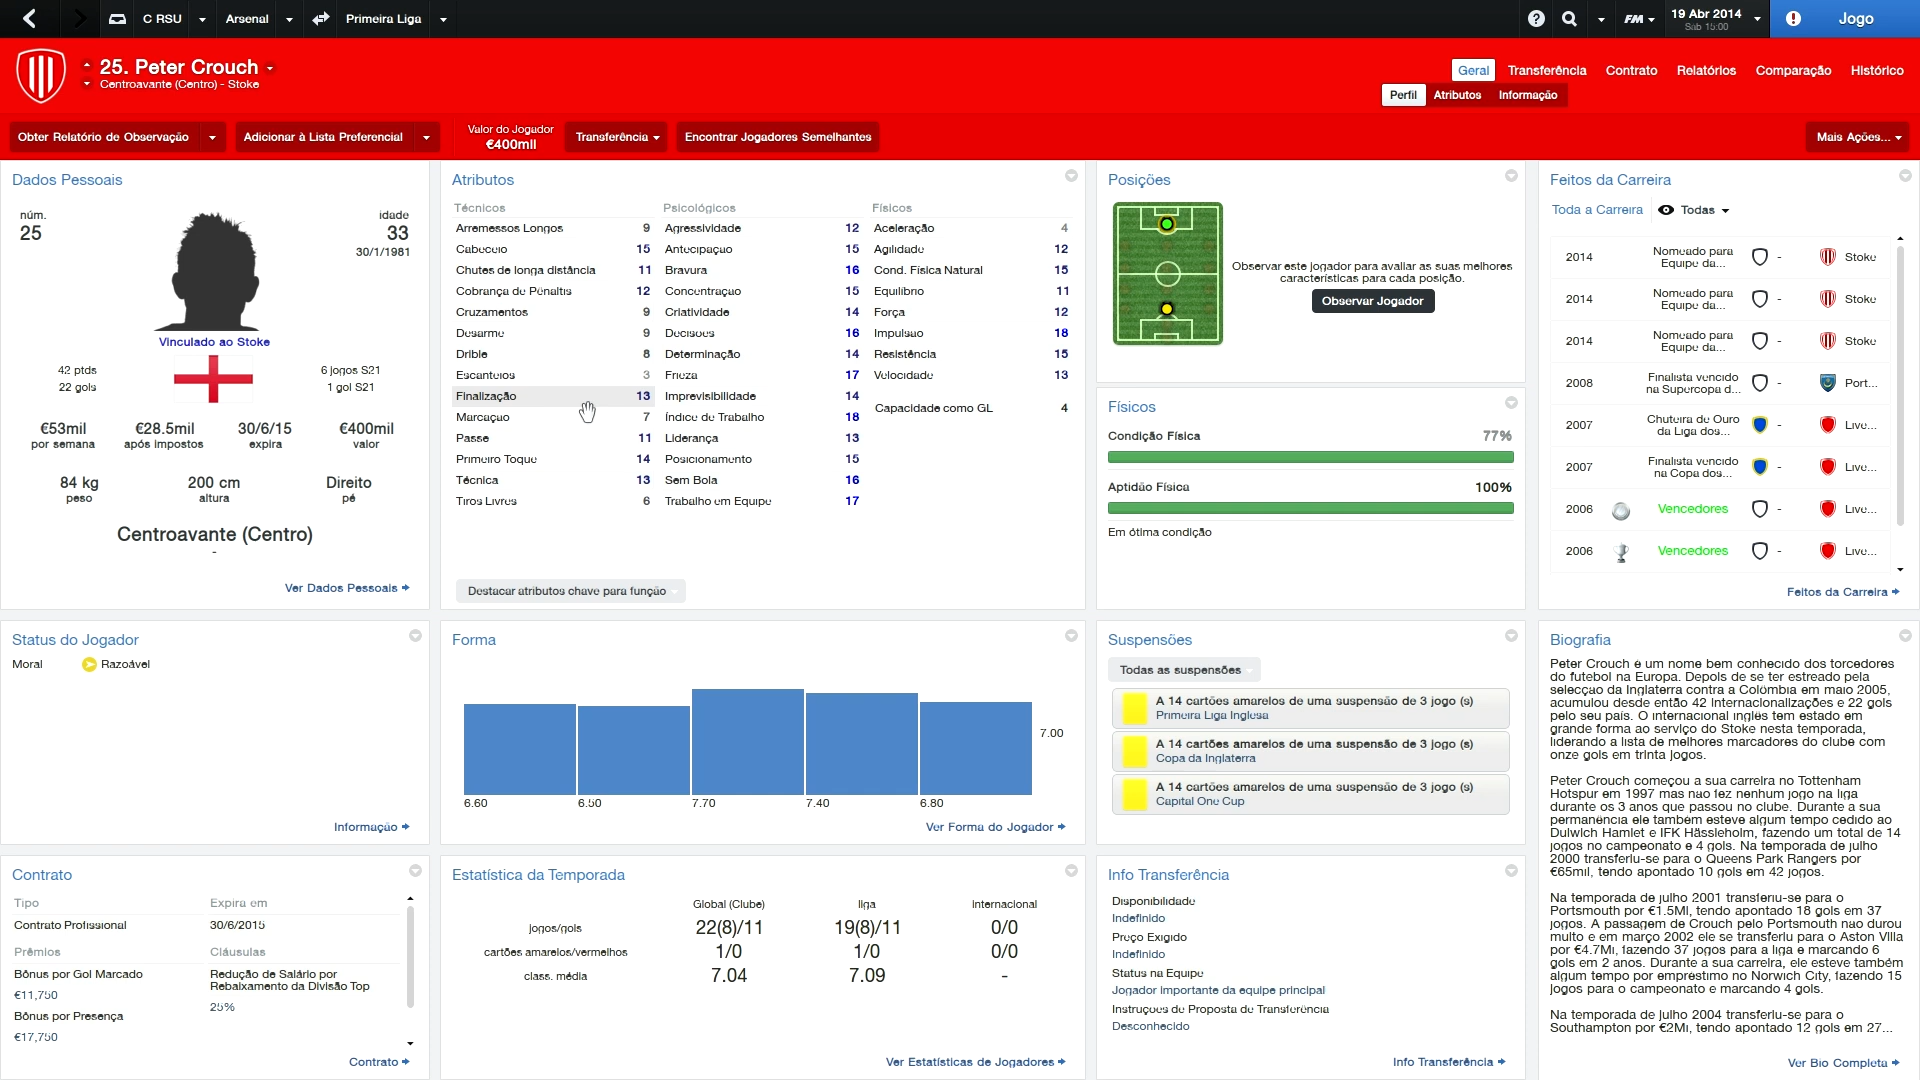 C RSU
Arsenal
Primeira Liga
FM
19 Abr 2014
Sáb 15:00
Jogo
25. Peter Crouch
Centroavante (Centro) - Stoke
Geral Transferência Contrato Relatórios Comparação Histórico
Perfil Atributos Informação
Obter Relatório de Observação
Adicionar à Lista Preferencial
Valor do Jogador
€400mil
Transferência
Encontrar Jogadores Semelhantes
Mais Ações...
Dados Pessoais
núm.
25
idade
33
30/1/1981
Vinculado ao Stoke
42 ptds
22 gols
6 jogos S21
1 gol S21
€53mil
por semana
€28.5mil
após impostos
30/6/15
expira
€400mil
valor
84 kg
peso
200 cm
altura
Direito
pé
Centroavante (Centro)
-
Ver Dados Pessoais
Atributos
Técnicos Psicológicos Físicos
Arremessos Longos 9 Agressividade 12 Aceleração 4
Cabeceio 15 Antecipação 15 Agilidade 12
Chutes de longa distância 11 Bravura 16 Cond. Física Natural 15
Cobrança de Pênaltis 12 Concentração 15 Equilíbrio 11
Cruzamentos 9 Criatividade 14 Força 12
Desarme 9 Decisões 16 Impulsão 18
Drible 8 Determinação 14 Resistência 15
Escanteios 3 Frieza 17 Velocidade 13
Finalização 13 Imprevisibilidade 14
Capacidade como GL 4
Marcação 7 Índice de Trabalho 18
Passe 11 Liderança 13
Primeiro Toque 14 Posicionamento 15
Técnica 13 Sem Bola 16
Tiros Livres 6 Trabalho em Equipe 17
Destacar atributos chave para função
Posições
Observar este jogador para avaliar as suas melhores
características para cada posição.
Observar Jogador
Físicos
Condição Física 77%
Aptidão Física 100%
Em ótima condição
Feitos da Carreira
Toda a Carreira Todas
2014 Nomeado para Equipe da... - Stoke
2014 Nomeado para Equipe da... - Stoke
2014 Nomeado para Equipe da... - Stoke
2008 Finalista vencido na Supercopa d... - Port...
2007 Chuteira de Ouro da Liga dos... - Live...
2007 Finalista vencido na Copa dos... - Live...
2006 Vencedores - Live...
2006 Vencedores - Live...
Feitos da Carreira
Status do Jogador
Moral Razoável
Informação
Forma
7.00
6.60 6.50 7.70 7.40 6.80
Ver Forma do Jogador
Suspensões
Todas as suspensões
A 14 cartões amarelos de uma suspensão de 3 jogo (s)
Primeira Liga Inglesa
A 14 cartões amarelos de uma suspensão de 3 jogo (s)
Copa da Inglaterra
A 14 cartões amarelos de uma suspensão de 3 jogo (s)
Capital One Cup
Biografia
Peter Crouch é um nome bem conhecido dos torcedores
do futebol na Europa. Depois de se ter estreado pela
selecção da Inglaterra contra a Colômbia em maio 2005,
acumulou desde então 42 internacionalizações e 22 gols
pelo seu país. O internacional inglês tem estado em
grande forma ao serviço do Stoke nesta temporada,
liderando a lista de melhores marcadores do clube com
onze gols em trinta jogos.
Peter Crouch começou a sua carreira no Tottenham
Hotspur em 1997 mas não fez nenhum jogo na liga
durante os 3 anos que passou no clube. Durante a sua
permanência ele também esteve algum tempo cedido ao
Dulwich Hamlet e IFK Hässleholm, fazendo um total de 14
jogos no campeonato e 4 gols. Na temporada de julho
2000 transferiu-se para o Queens Park Rangers por
€65mil, tendo apontado 10 gols em 42 jogos.
Na temporada de julho 2001 transferiu-se para o
Portsmouth por €1.5Mi, tendo apontado 18 gols em 37
jogos. A passagem de Crouch pelo Portsmouth não durou
muito e em março 2002 ele se transferiu para o Aston Villa
por €4.7Mi, fazendo 37 jogos para a liga e marcando 6
gols em 2 anos. Durante a sua carreira, ele esteve também
algum tempo por empréstimo no Norwich City, fazendo 15
jogos para o campeonato e marcando 4 gols.
Na temporada de julho 2004 transferiu-se para o
Southampton por €2Mi, tendo apontado 12 gols em 27...
Ver Bio Completa
Contrato
Tipo Expira em
Contrato Profissional 30/6/2015
Prêmios Cláusulas
Bônus por Gol Marcado
€11,750
Bônus por Presença
€17,750
Redução de Salário por
Rebaixamento da Divisão Top
25%
Contrato
Estatística da Temporada
Global (Clube) liga Internacional
jogos/gols 22(8)/11 19(8)/11 0/0
cartões amarelos/vermelhos 1/0 1/0 0/0
class. média 7.04 7.09 -
Ver Estatísticas de Jogadores
Info Transferência
Disponibilidade
Indefinido
Preço Exigido
Indefinido
Status na Equipe
Jogador importante da equipe principal
Instruções de Proposta de Transferência
Desconhecido
Info Transferência